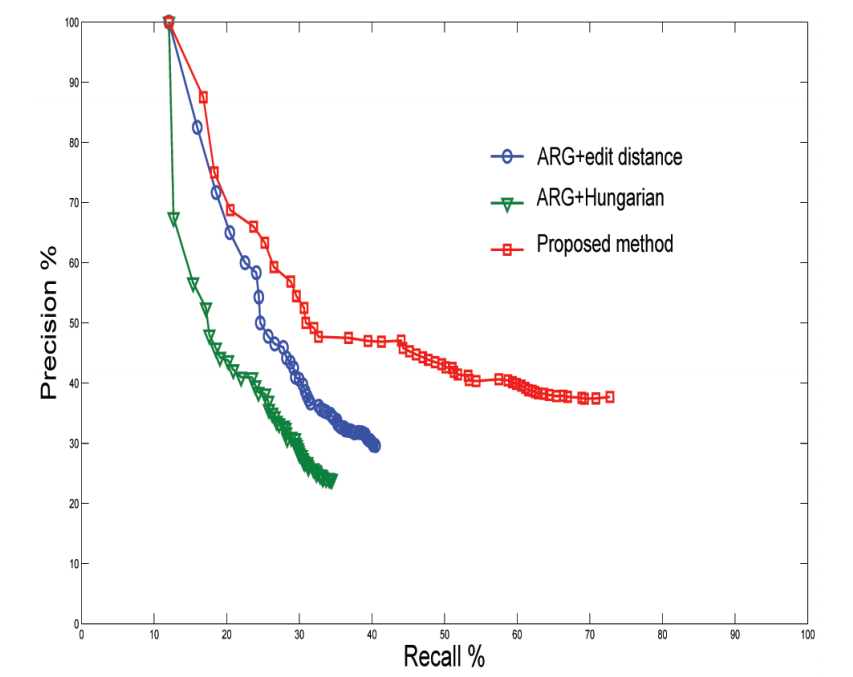 100
90
80
70
60
50
40
30
20
10
0
Precision %
ARG+edit distance
ARG+Hungarian
Proposed method
0 10 20 30 40 50 60 70 80 90 100
Recall %